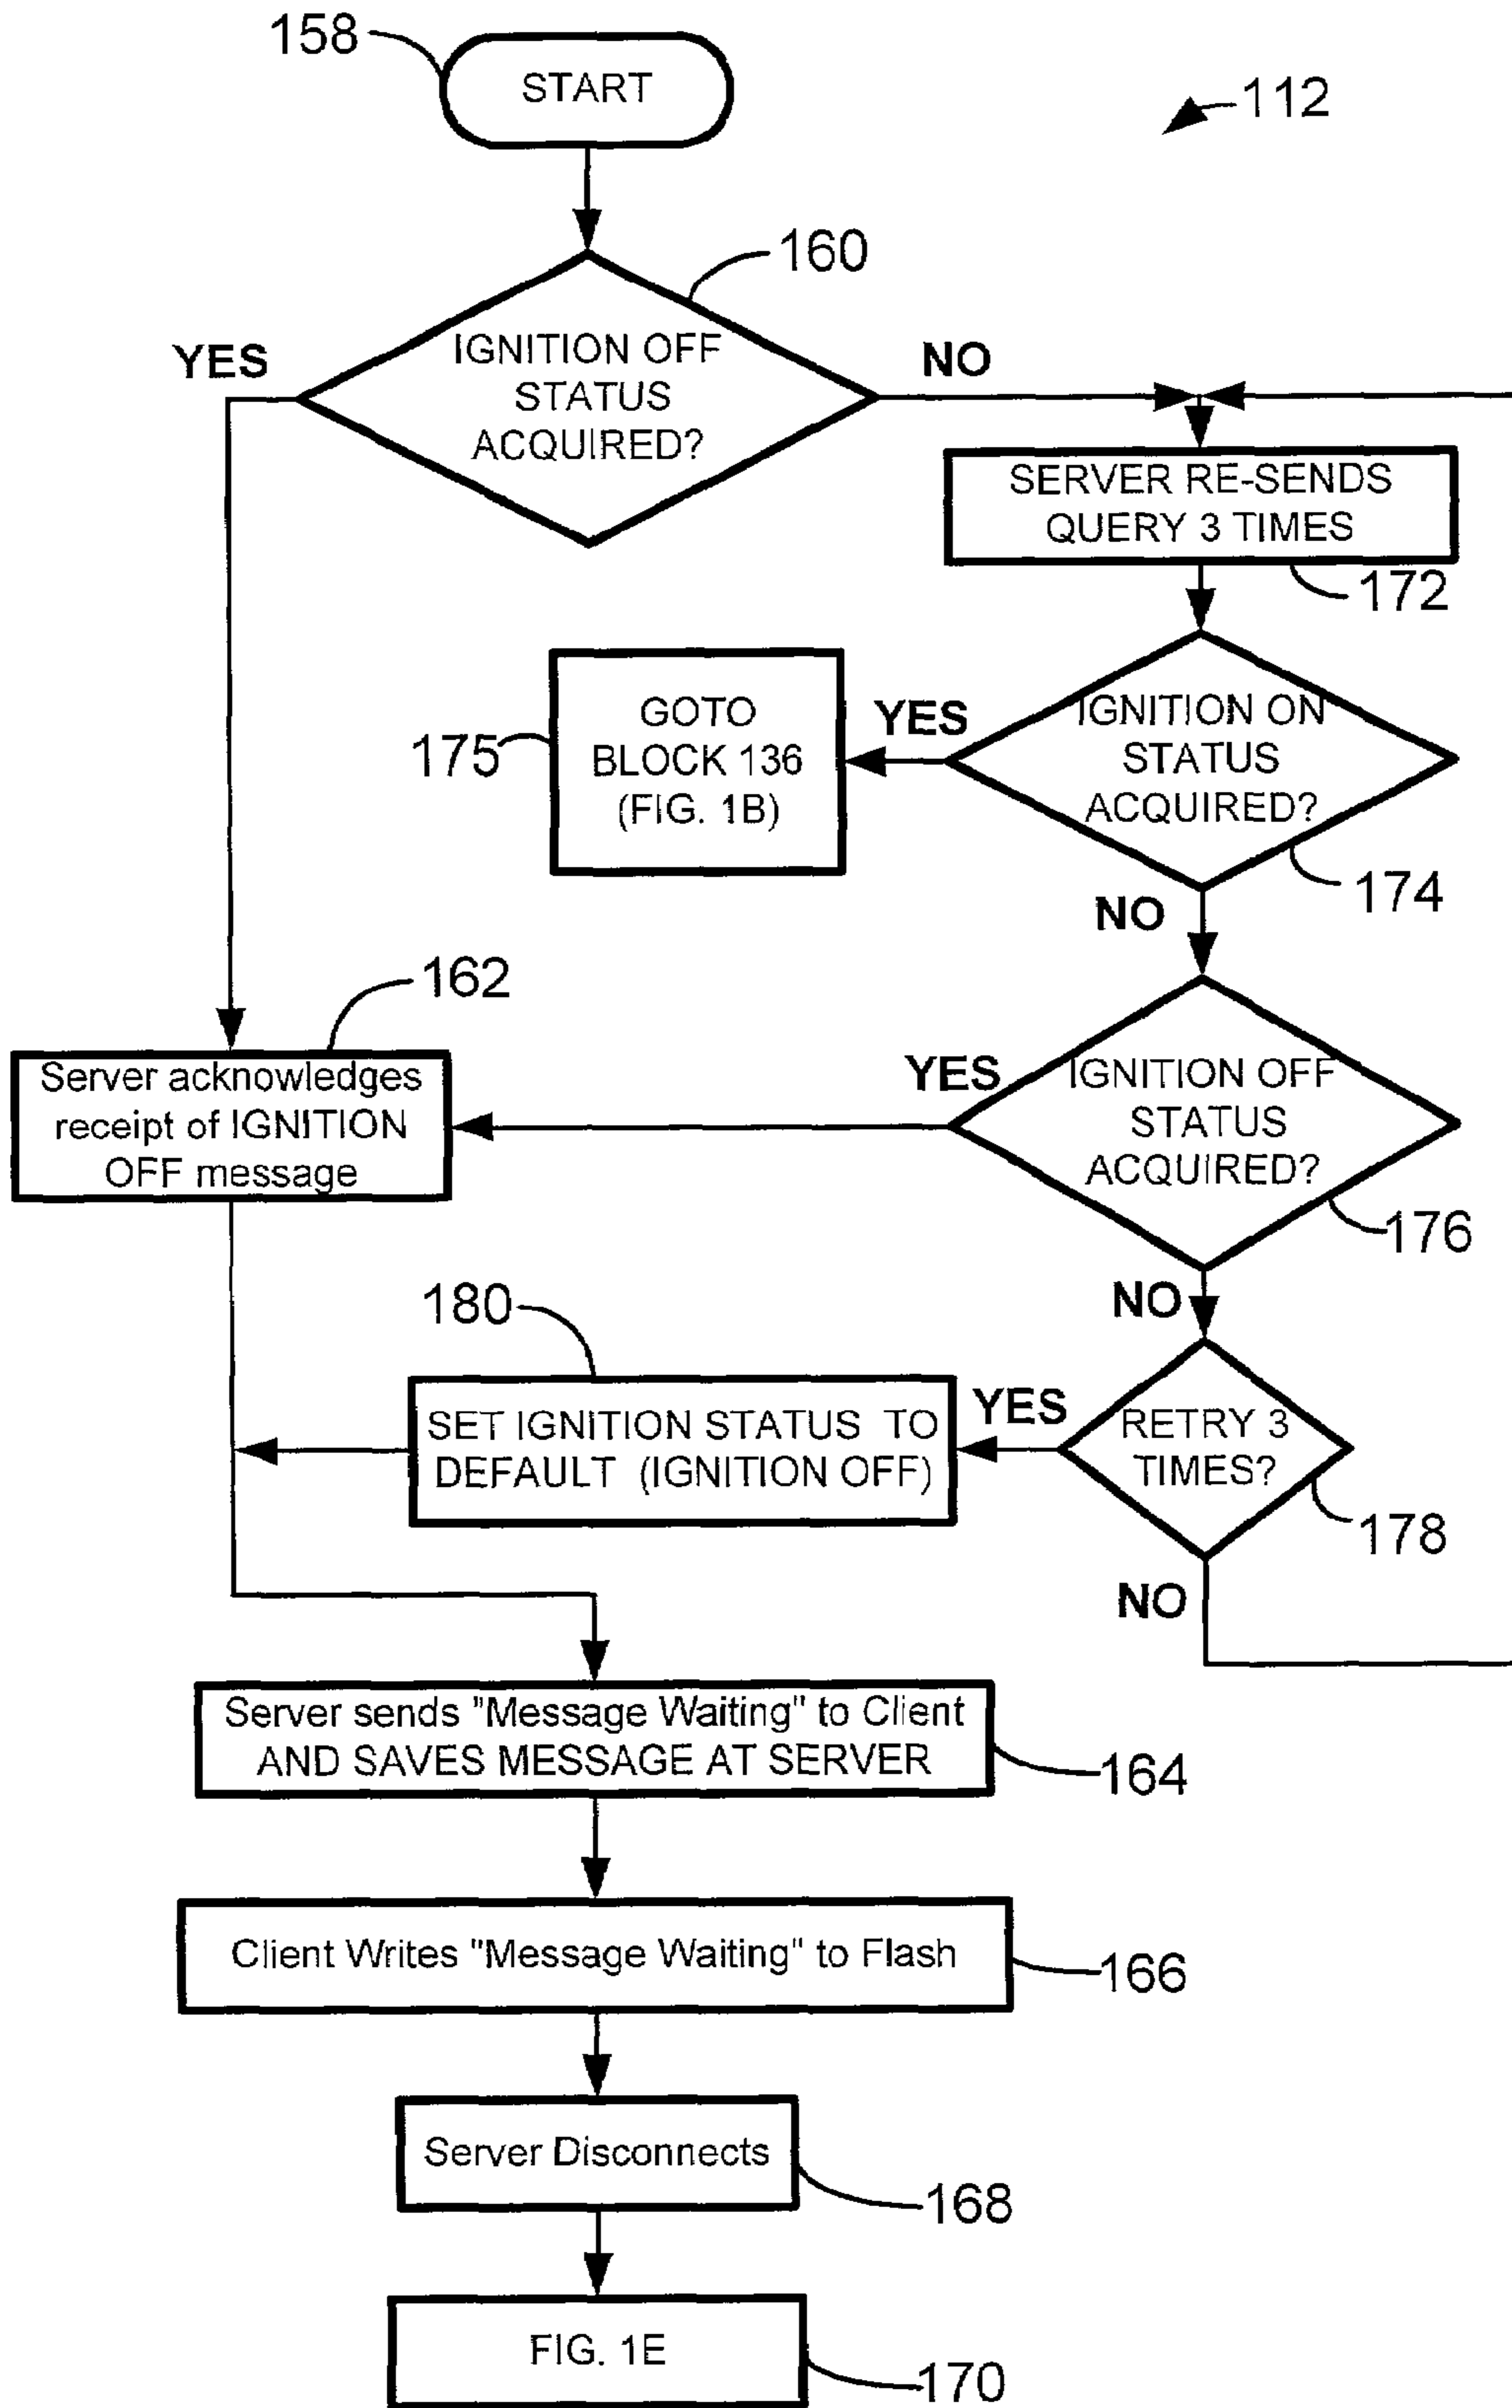 158
START
112
160
IGNITION OFF
STATUS
ACQUIRED?
YES
NO
SERVER RE-SENDS
QUERY 3 TIMES
172
GOTO
BLOCK 136
(FIG. 1B)
175
YES
IGNITION ON
STATUS
ACQUIRED?
174
NO
162
Server acknowledges
receipt of IGNITION
OFF message
YES
IGNITION OFF
STATUS
ACQUIRED?
176
NO
180
SET IGNITION STATUS TO
DEFAULT (IGNITION OFF)
YES
RETRY 3
TIMES?
178
NO
Server sends "Message Waiting" to Client
AND SAVES MESSAGE AT SERVER
164
Client Writes "Message Waiting" to Flash
166
Server Disconnects
168
FIG. 1E
170